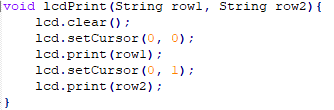 void lcdPrint(String row1, String row2){
    lcd.clear();
    lcd.setCursor(0, 0);
    lcd.print(row1);
    lcd.setCursor(0, 1);
    lcd.print(row2);
}